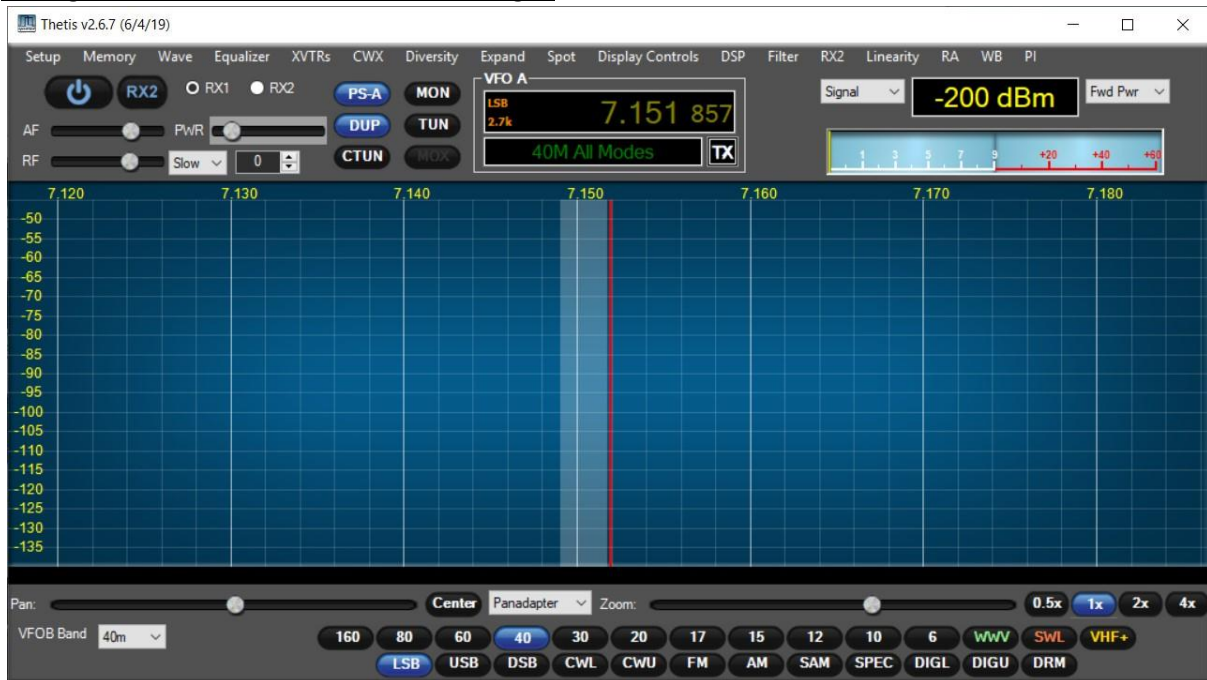 Thetis v2.6.7 (6/4/19)
Setup Memory Wave Equalizer XVTRs CWX Diversity Expand Spot Display Controls DSP Filter RX2 Linearity RA WB PI
RX2 RX1 RX2 PS-A MON
AF PWR DUP TUN
RF Slow 0 CTUN MOX
VFO A
LSB
2.7k
7.151 857
40M All Modes TX
Signal -200 dBm Fwd Pwr
1 3 5 7 9 +20 +40 +60
7.120 7.130 7.140 7.150 7.160 7.170 7.180
-50
-55
-60
-65
-70
-75
-80
-85
-90
-95
-100
-105
-110
-115
-120
-125
-130
-135
Pan: Center Panadapter Zoom: 0.5x 1x 2x 4x
VFOB Band 40m 160 80 60 40 30 20 17 15 12 10 6 WWV SWL VHF+
LSB USB DSB CWL CWU FM AM SAM SPEC DIGL DIGU DRM